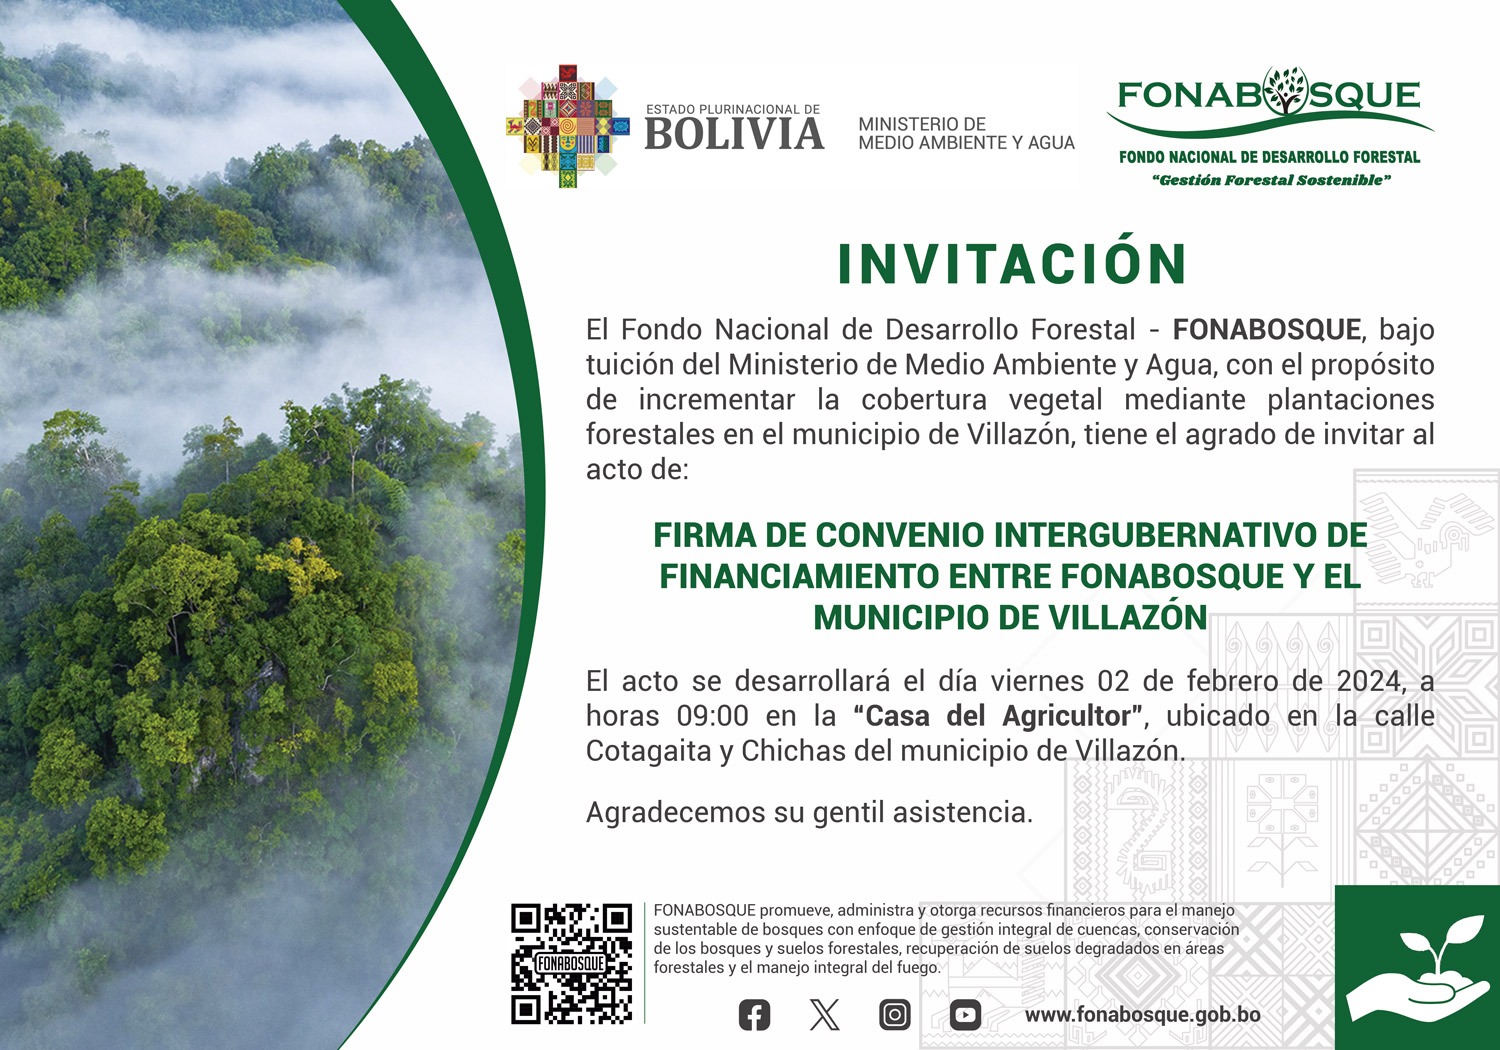 ESTADO PLURINACIONAL DE
BOLIVIA
MINISTERIO DE
MEDIO AMBIENTE Y AGUA
FONABOSQUE
FONDO NACIONAL DE DESARROLLO FORESTAL
“Gestión Forestal Sostenible”
INVITACIÓN
El Fondo Nacional de Desarrollo Forestal - FONABOSQUE, bajo
tuición del Ministerio de Medio Ambiente y Agua, con el propósito
de incrementar la cobertura vegetal mediante plantaciones
forestales en el municipio de Villazón, tiene el agrado de invitar al
acto de:
FIRMA DE CONVENIO INTERGUBERNATIVO DE
FINANCIAMIENTO ENTRE FONABOSQUE Y EL
MUNICIPIO DE VILLAZÓN
El acto se desarrollará el día viernes 02 de febrero de 2024, a
horas 09:00 en la “Casa del Agricultor”, ubicado en la calle
Cotagaita y Chichas del municipio de Villazón.
Agradecemos su gentil asistencia.
FONABOSQUE
FONABOSQUE promueve, administra y otorga recursos financieros para el manejo
sustentable de bosques con enfoque de gestión integral de cuencas, conservación
de los bosques y suelos forestales, recuperación de suelos degradados en áreas
forestales y el manejo integral del fuego.
www.fonabosque.gob.bo